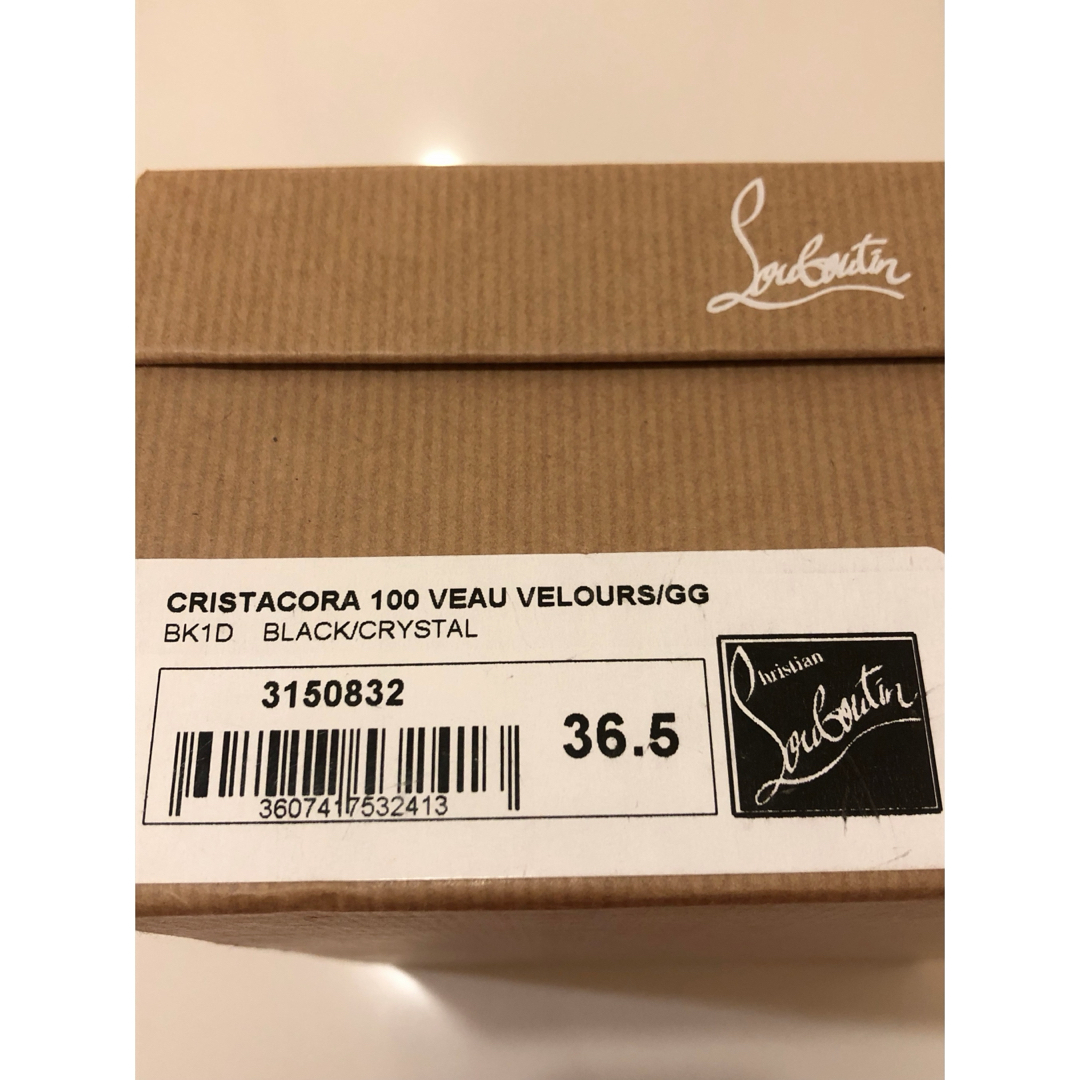 Louboutin
CRISTACORA 100 VEAU VELOURS/GG
BK1D BLACK/CRYSTAL
3150832
36.5
3607417532413
Christian
Louboutin